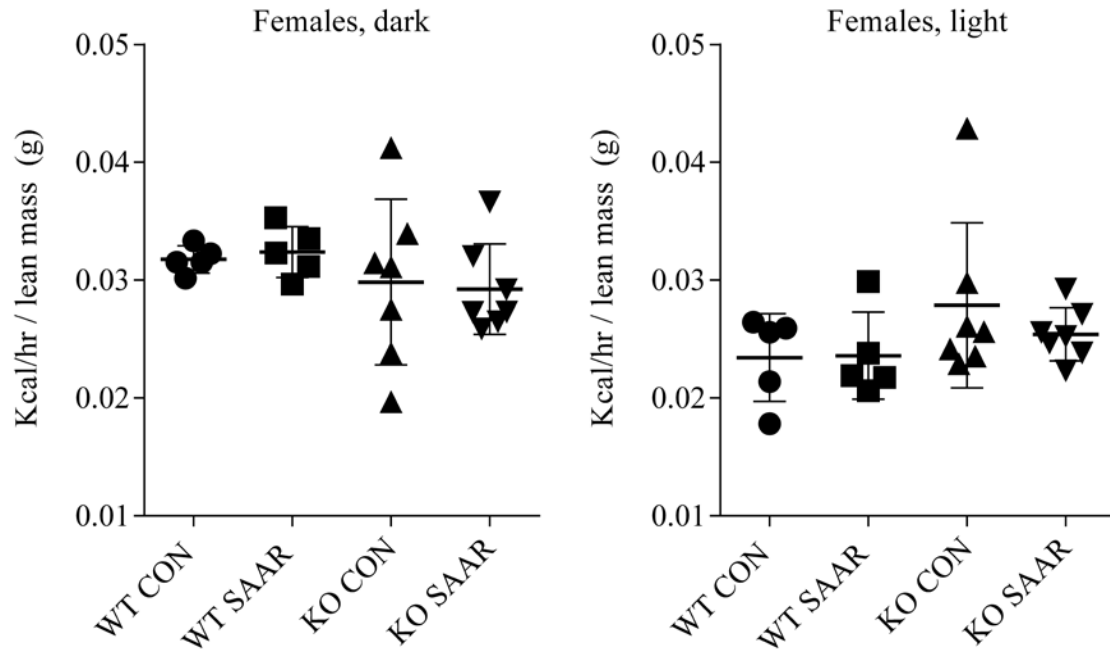 Females, dark
Kcal/hr / lean mass (g)
0.05
0.04
0.03
0.02
0.01
WT CON
WT SAAR
KO CON
KO SAAR
Females, light
Kcal/hr / lean mass (g)
0.05
0.04
0.03
0.02
0.01
WT CON
WT SAAR
KO CON
KO SAAR